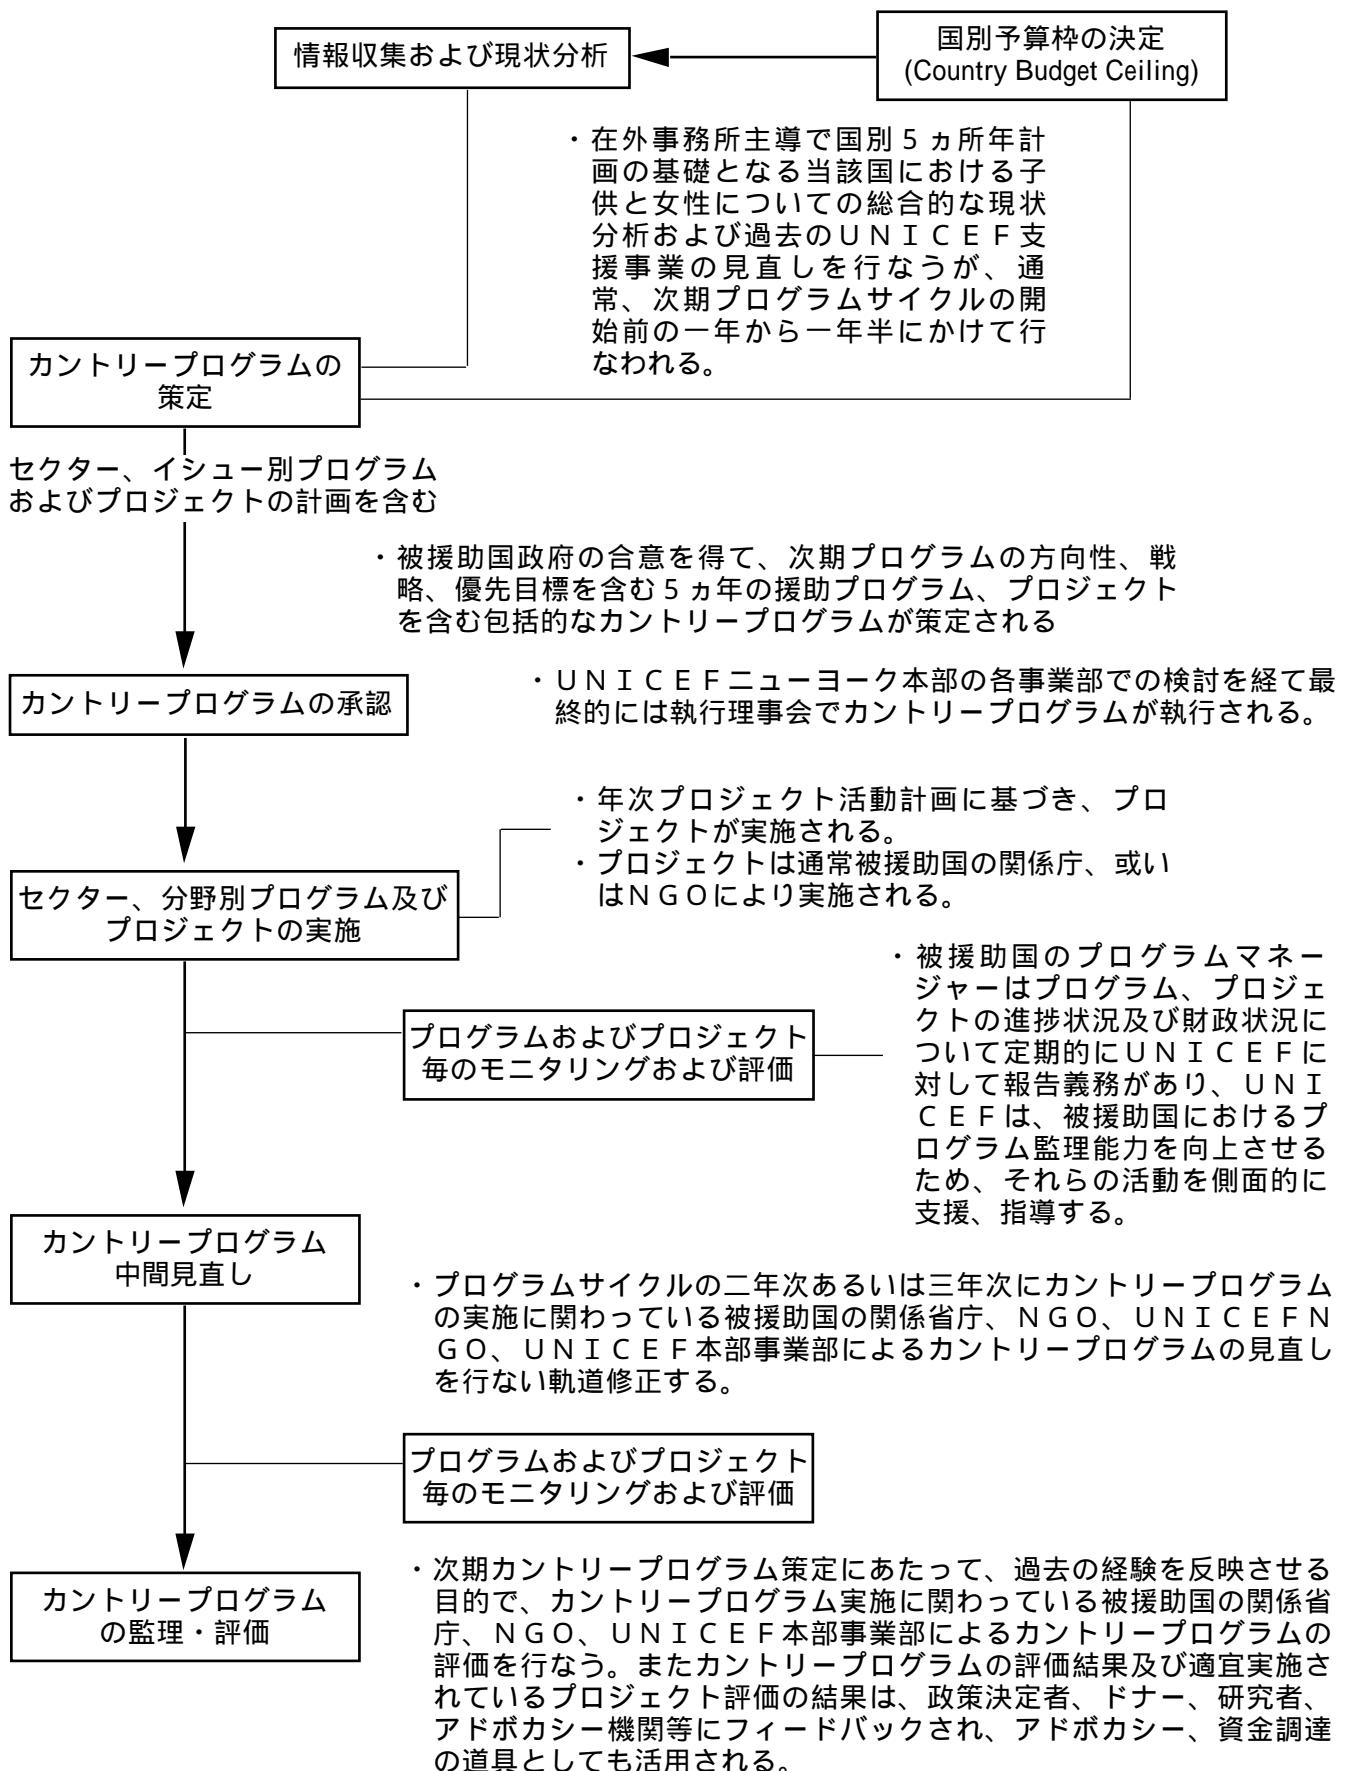 情報収集および現状分析
国別予算枠の決定
(Country Budget Ceiling)
・在外事務所主導で国別5ヵ所年計
画の基礎となる当該国における子
供と女性についての総合的な現状
分析および過去のUNICEF支
援事業の見直しを行なうが、通
常、次期プログラムサイクルの開
始前の一年から一年半にかけて行
なわれる。
カントリープログラムの
策定
セクター、イシュー別プログラム
およびプロジェクトの計画を含む
・被援助国政府の合意を得て、次期プログラムの方向性、戦
略、優先目標を含む5ヵ年の援助プログラム、プロジェクト
を含む包括的なカントリープログラムが策定される
カントリープログラムの承認
・UNICEFニューヨーク本部の各事業部での検討を経て最
終的には執行理事会でカントリープログラムが執行される。
・年次プロジェクト活動計画に基づき、プロ
ジェクトが実施される。
・プロジェクトは通常被援助国の関係庁、或い
はNGOにより実施される。
セクター、分野別プログラム及び
プロジェクトの実施
・被援助国のプログラムマネー
ジャーはプログラム、プロジェ
クトの進捗状況及び財政状況に
ついて定期的にUNICEFに
対して報告義務があり、UNI
CEFは、被援助国におけるプ
ログラム監理能力を向上させる
ため、それらの活動を側面的に
支援、指導する。
プログラムおよびプロジェクト
毎のモニタリングおよび評価
カントリープログラム
中間見直し
・プログラムサイクルの二年次あるいは三年次にカントリープログラム
の実施に関わっている被援助国の関係省庁、NGO、UNICEFN
GO、UNICEF本部事業部によるカントリープログラムの見直し
を行ない軌道修正する。
プログラムおよびプロジェクト
毎のモニタリングおよび評価
カントリープログラム
の監理・評価
・次期カントリープログラム策定にあたって、過去の経験を反映させる
目的で、カントリープログラム実施に関わっている被援助国の関係省
庁、NGO、UNICEF本部事業部によるカントリープログラムの
評価を行なう。またカントリープログラムの評価結果及び適宜実施さ
れているプロジェクト評価の結果は、政策決定者、ドナー、研究者、
アドボカシー機関等にフィードバックされ、アドボカシー、資金調達
の道具としても活用される。